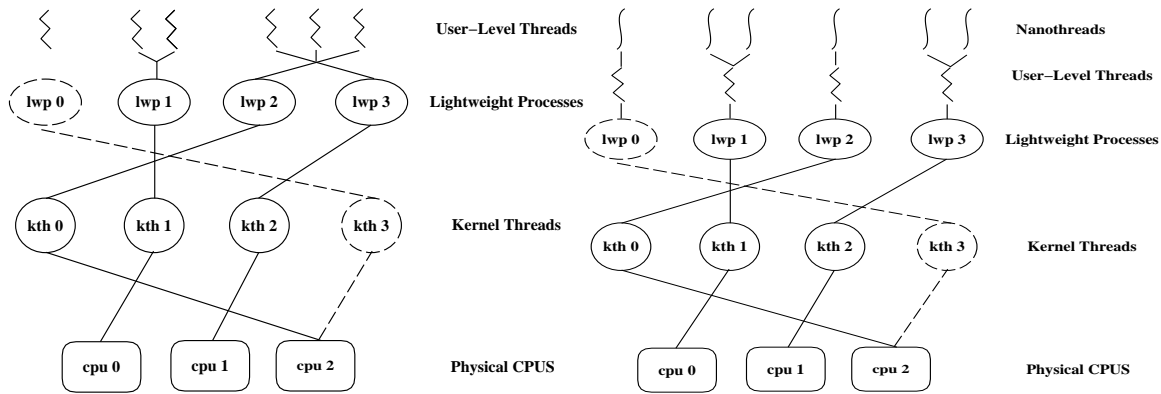 User-Level Threads
lwp 0 lwp 1 lwp 2 lwp 3 Lightweight Processes
kth 0 kth 1 kth 2 kth 3 Kernel Threads
cpu 0 cpu 1 cpu 2 Physical CPUS
Nanothreads
User-Level Threads
lwp 0 lwp 1 lwp 2 lwp 3 Lightweight Processes
kth 0 kth 1 kth 2 kth 3 Kernel Threads
cpu 0 cpu 1 cpu 2 Physical CPUS